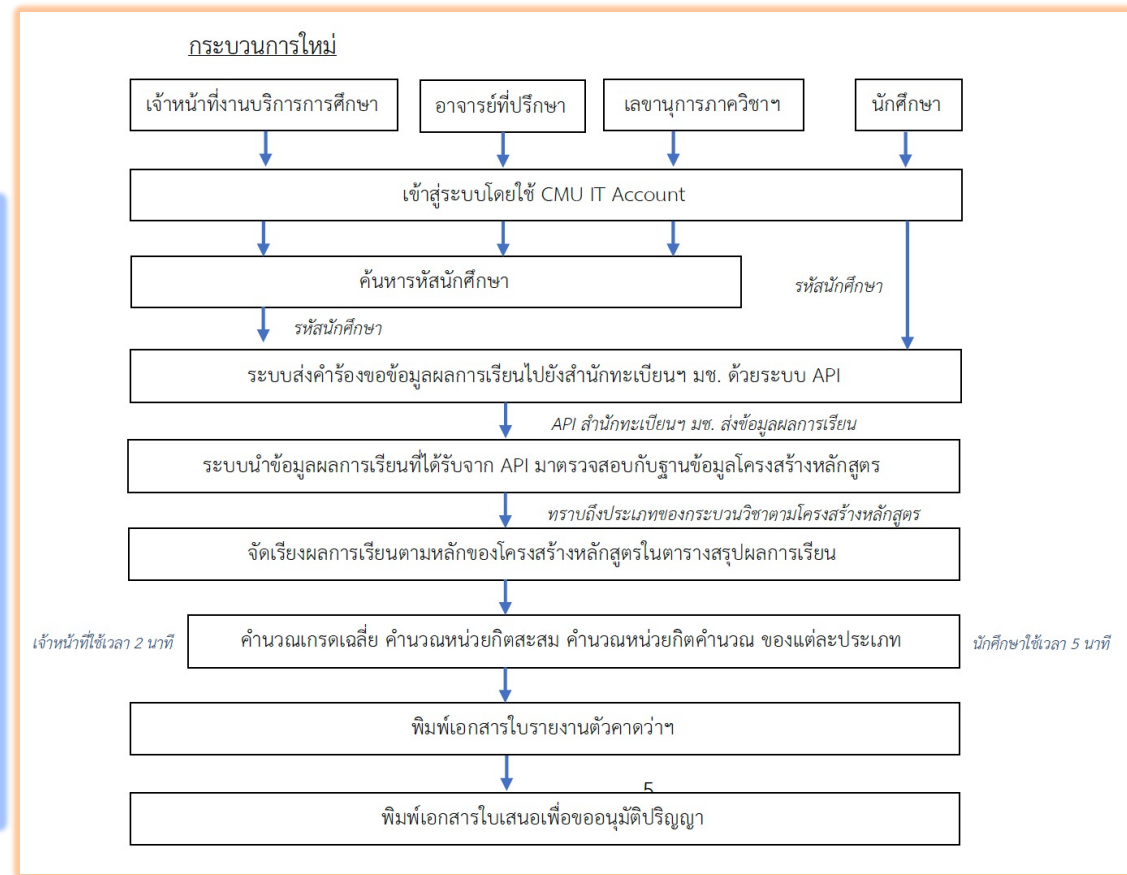 กระบวนการใหม่
เจ้าหน้าที่งานบริการการศึกษา
อาจารย์ที่ปรึกษา
เลขานุการภาควิชาฯ
นักศึกษา
เข้าสู่ระบบโดยใช้ CMU IT Account
ค้นหารหัสนักศึกษา
รหัสนักศึกษา
รหัสนักศึกษา
ระบบส่งคำร้องขอข้อมูลผลการเรียนไปยังสำนักทะเบียนฯ มช. ด้วยระบบ API
API สำนักทะเบียนฯ มช. ส่งข้อมูลผลการเรียน
ระบบนำข้อมูลผลการเรียนที่ได้รับจาก API มาตรวจสอบกับฐานข้อมูลโครงสร้างหลักสูตร
ทราบถึงประเภทของกระบวนวิชาตามโครงสร้างหลักสูตร
จัดเรียงผลการเรียนตามหลักของโครงสร้างหลักสูตรในตารางสรุปผลการเรียน
เจ้าหน้าที่ใช้เวลา 2 นาที
คำนวณเกรดเฉลี่ย คำนวณหน่วยกิตสะสม คำนวณหน่วยกิตคำนวณ ของแต่ละประเภท
นักศึกษาใช้เวลา 5 นาที
พิมพ์เอกสารใบรายงานตัวคาดว่าฯ
5
พิมพ์เอกสารใบเสนอเพื่อขออนุมัติปริญญา